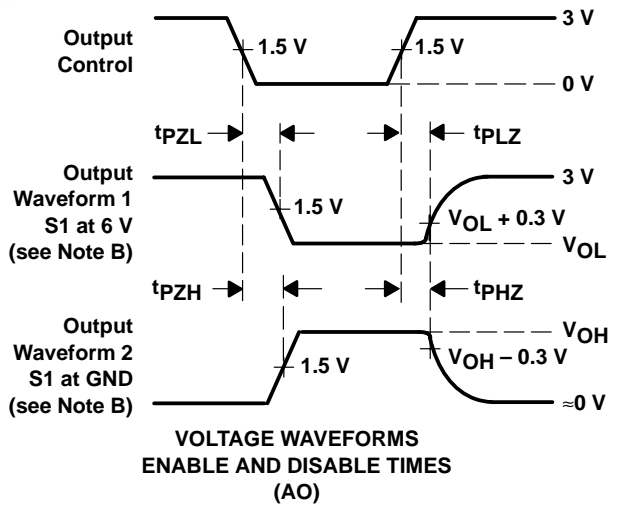 3 V
Output
Control
1.5 V
1.5 V
0 V
tPZL
tPLZ
Output
Waveform 1
S1 at 6 V
(see Note B)
3 V
1.5 V
VOL + 0.3 V
VOL
tPZH
tPHZ
Output
Waveform 2
S1 at GND
(see Note B)
VOH
1.5 V
VOH – 0.3 V
≈0 V
VOLTAGE WAVEFORMS
ENABLE AND DISABLE TIMES
(AO)